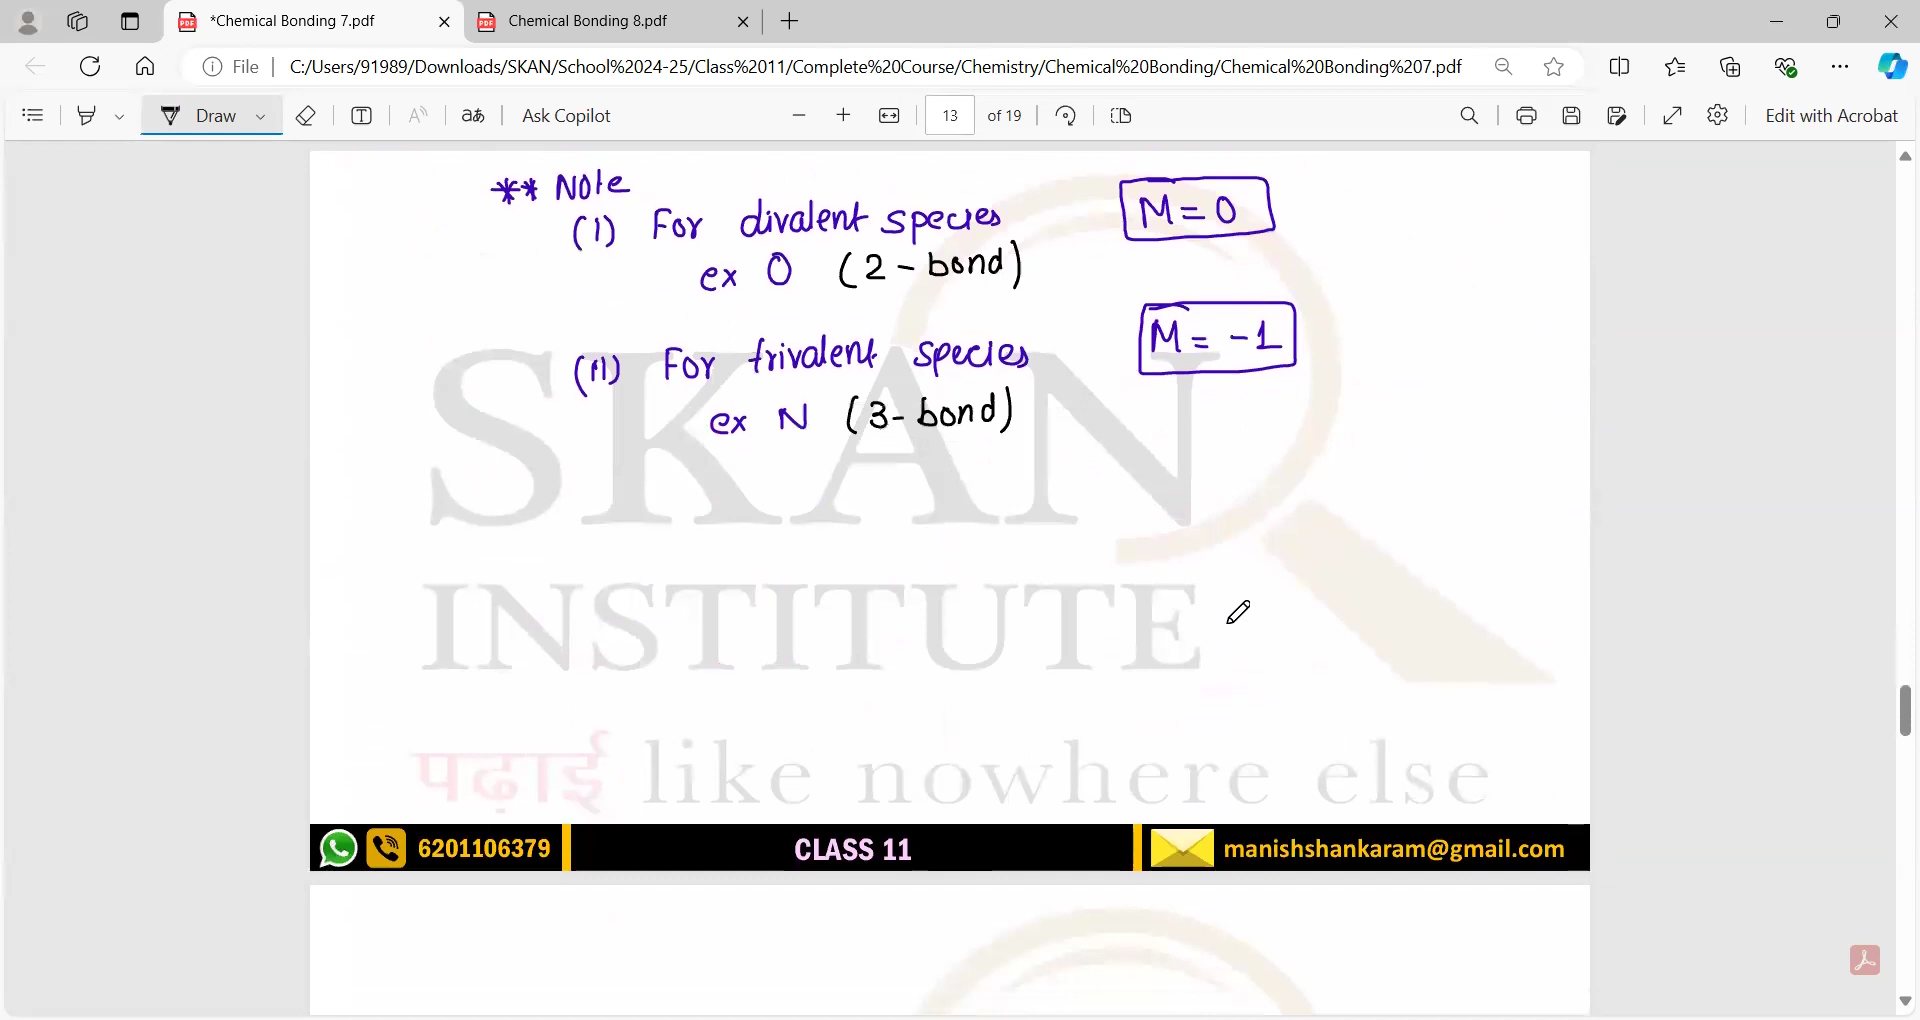 *Chemical Bonding 7.pdf
Chemical Bonding 8.pdf
File
C:/Users/91989/Downloads/SKAN/School%2024-25/Class%2011/Complete%20Course/Chemistry/Chemical%20Bonding/Chemical%20Bonding%207.pdf
Draw
aあ
Ask Copilot
13 of 19
Edit with Acrobat
** Note
(I) For divalent species M = 0
ex O (2 - bond)
(II) For trivalent species M = -1
ex N (3 - bond)
SKAN
INSTITUTE
पढ़ाई like nowhere else
6201106379
CLASS 11
manishshankaram@gmail.com